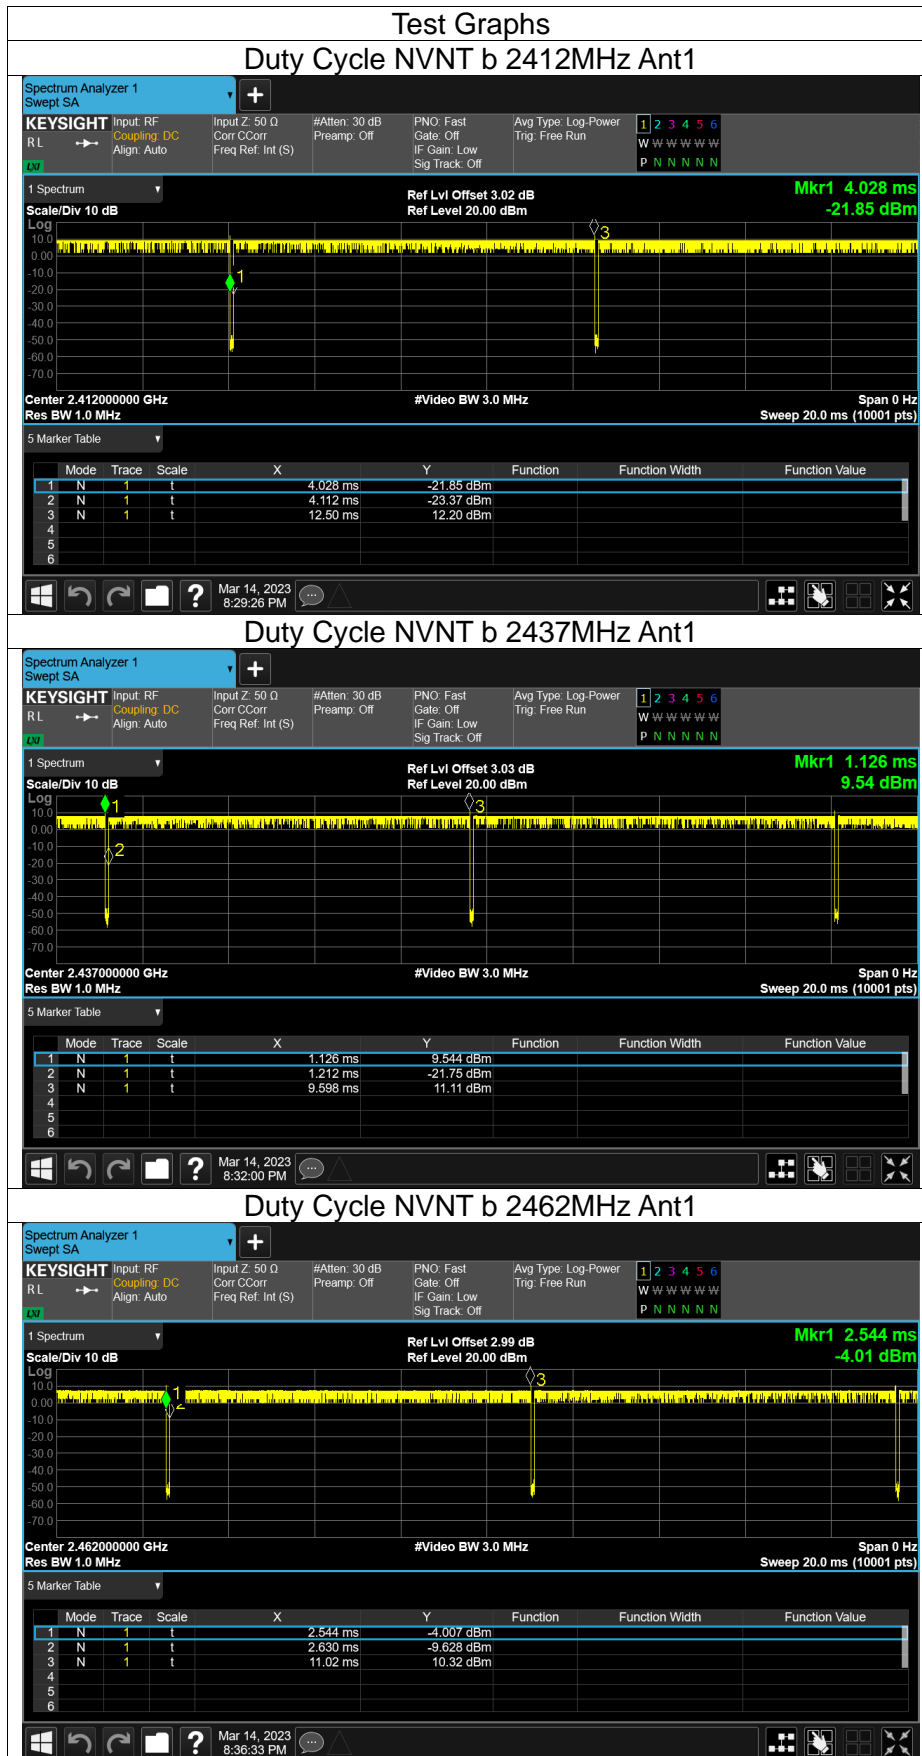 Test Graphs
Duty Cycle NVNT b 2412MHz Ant1
Spectrum Analyzer 1
Swept SA
KEYSIGHT Input: RF Input Z: 50 Ω #Atten: 30 dB PNO: Fast Avg Type: Log-Power 1 2 3 4 5 6
RL Coupling: DC Corr CCorr Preamp: Off Gate: Off Trig: Free Run W W W W W W
Align: Auto Freq Ref: Int (S) IF Gain: Low
LXI Sig Track: Off P N N N N N
1 Spectrum Ref Lvl Offset 3.02 dB Mkr1 4.028 ms
Scale/Div 10 dB Ref Level 20.00 dBm -21.85 dBm
Log
10.0 3
0.00
-10.0 1
-20.0
-30.0
-40.0
-50.0
-60.0
-70.0
Center 2.412000000 GHz #Video BW 3.0 MHz Span 0 Hz
Res BW 1.0 MHz Sweep 20.0 ms (10001 pts)
5 Marker Table
Mode Trace Scale X Y Function Function Width Function Value
1 N 1 t 4.028 ms -21.85 dBm
2 N 1 t 4.112 ms -23.37 dBm
3 N 1 t 12.50 ms 12.20 dBm
4
5
6
? Mar 14, 2023
8:29:26 PM
Duty Cycle NVNT b 2437MHz Ant1
Spectrum Analyzer 1
Swept SA
KEYSIGHT Input: RF Input Z: 50 Ω #Atten: 30 dB PNO: Fast Avg Type: Log-Power 1 2 3 4 5 6
RL Coupling: DC Corr CCorr Preamp: Off Gate: Off Trig: Free Run W W W W W W
Align: Auto Freq Ref: Int (S) IF Gain: Low
LXI Sig Track: Off P N N N N N
1 Spectrum Ref Lvl Offset 3.03 dB Mkr1 1.126 ms
Scale/Div 10 dB Ref Level 20.00 dBm 9.54 dBm
Log 1 3
10.0
0.00
-10.0 2
-20.0
-30.0
-40.0
-50.0
-60.0
-70.0
Center 2.437000000 GHz #Video BW 3.0 MHz Span 0 Hz
Res BW 1.0 MHz Sweep 20.0 ms (10001 pts)
5 Marker Table
Mode Trace Scale X Y Function Function Width Function Value
1 N 1 t 1.126 ms 9.544 dBm
2 N 1 t 1.212 ms -21.75 dBm
3 N 1 t 9.598 ms 11.11 dBm
4
5
6
? Mar 14, 2023
8:32:00 PM
Duty Cycle NVNT b 2462MHz Ant1
Spectrum Analyzer 1
Swept SA
KEYSIGHT Input: RF Input Z: 50 Ω #Atten: 30 dB PNO: Fast Avg Type: Log-Power 1 2 3 4 5 6
RL Coupling: DC Corr CCorr Preamp: Off Gate: Off Trig: Free Run W W W W W W
Align: Auto Freq Ref: Int (S) IF Gain: Low
LXI Sig Track: Off P N N N N N
1 Spectrum Ref Lvl Offset 2.99 dB Mkr1 2.544 ms
Scale/Div 10 dB Ref Level 20.00 dBm -4.01 dBm
Log 3
10.0 1
0.00 2
-10.0
-20.0
-30.0
-40.0
-50.0
-60.0
-70.0
Center 2.462000000 GHz #Video BW 3.0 MHz Span 0 Hz
Res BW 1.0 MHz Sweep 20.0 ms (10001 pts)
5 Marker Table
Mode Trace Scale X Y Function Function Width Function Value
1 N 1 t 2.544 ms -4.007 dBm
2 N 1 t 2.630 ms -9.628 dBm
3 N 1 t 11.02 ms 10.32 dBm
4
5
6
? Mar 14, 2023
8:36:33 PM